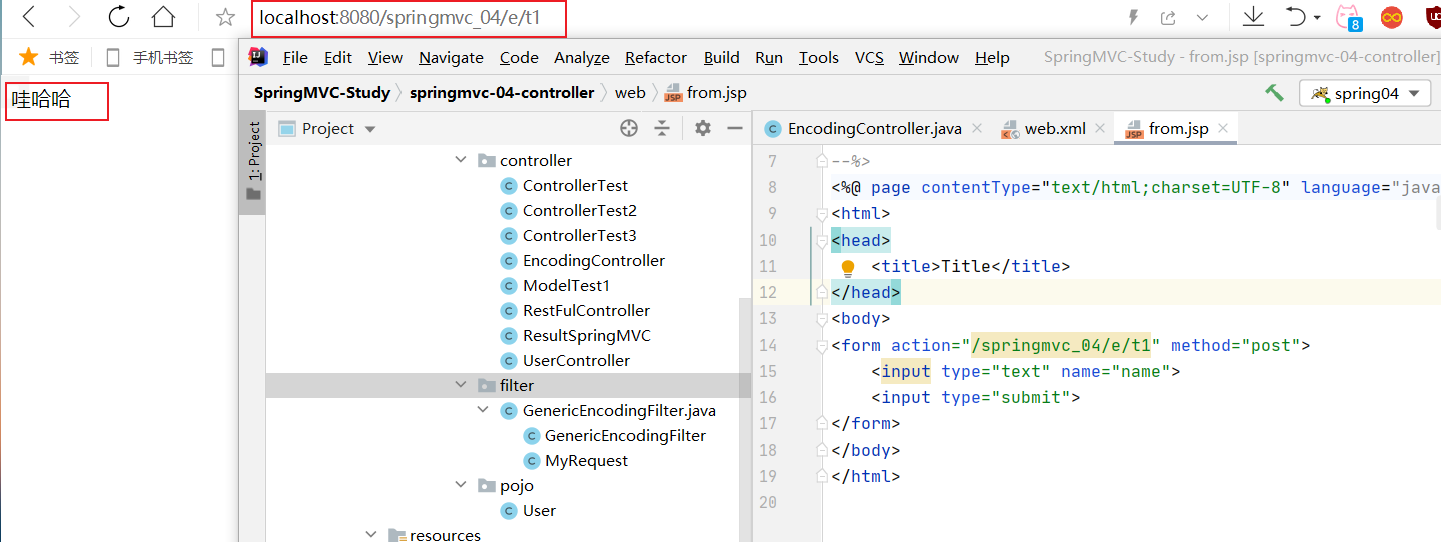 localhost:8080/springmvc_04/e/t1
8
书签
手机书签
哇哈哈
File Edit View Navigate Code Analyze Refactor Build Run Tools VCS Window Help
SpringMVC-Study - from.jsp [springmvc-04-controller]
SpringMVC-Study
springmvc-04-controller
web
from.jsp
spring04
1: Project
Project
controller
ControllerTest
ControllerTest2
ControllerTest3
EncodingController
ModelTest1
RestFulController
ResultSpringMVC
UserController
filter
GenericEncodingFilter.java
GenericEncodingFilter
MyRequest
pojo
User
resources
EncodingController.java
web.xml
from.jsp
7 --%>
8 <%@ page contentType="text/html;charset=UTF-8" language="java
9 <html>
10 <head>
11 <title>Title</title>
12 </head>
13 <body>
14 <form action="/springmvc_04/e/t1" method="post">
15 <input type="text" name="name">
16 <input type="submit">
17 </form>
18 </body>
19 </html>
20